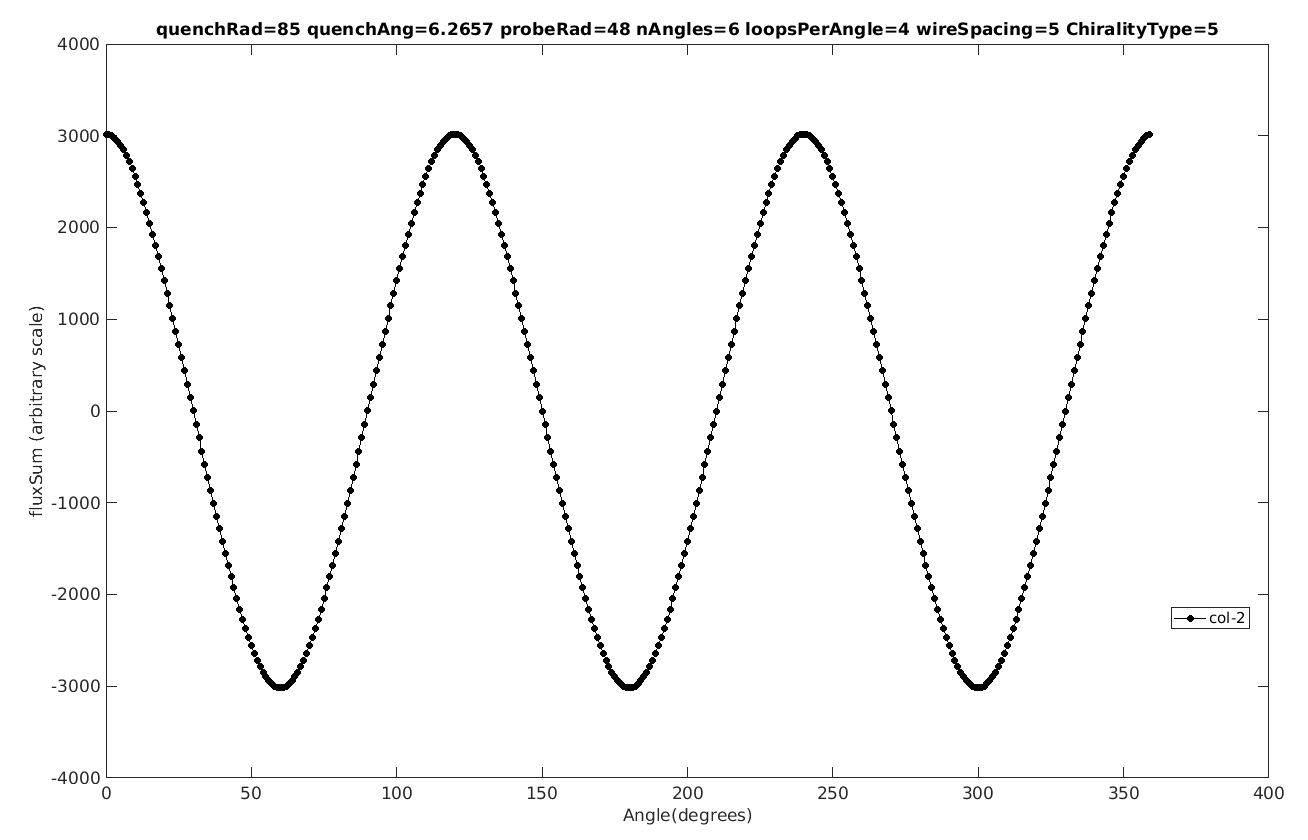 quenchRad=85 quenchAng=6.2657 probeRad=48 nAngles=6 loopsPerAngle=4 wireSpacing=5 ChiralityType=5
4000
3000
2000
1000
0
-1000
-2000
-3000
-4000
fluxSum (arbitrary scale)
col-2
0 50 100 150 200 250 300 350 400
Angle(degrees)